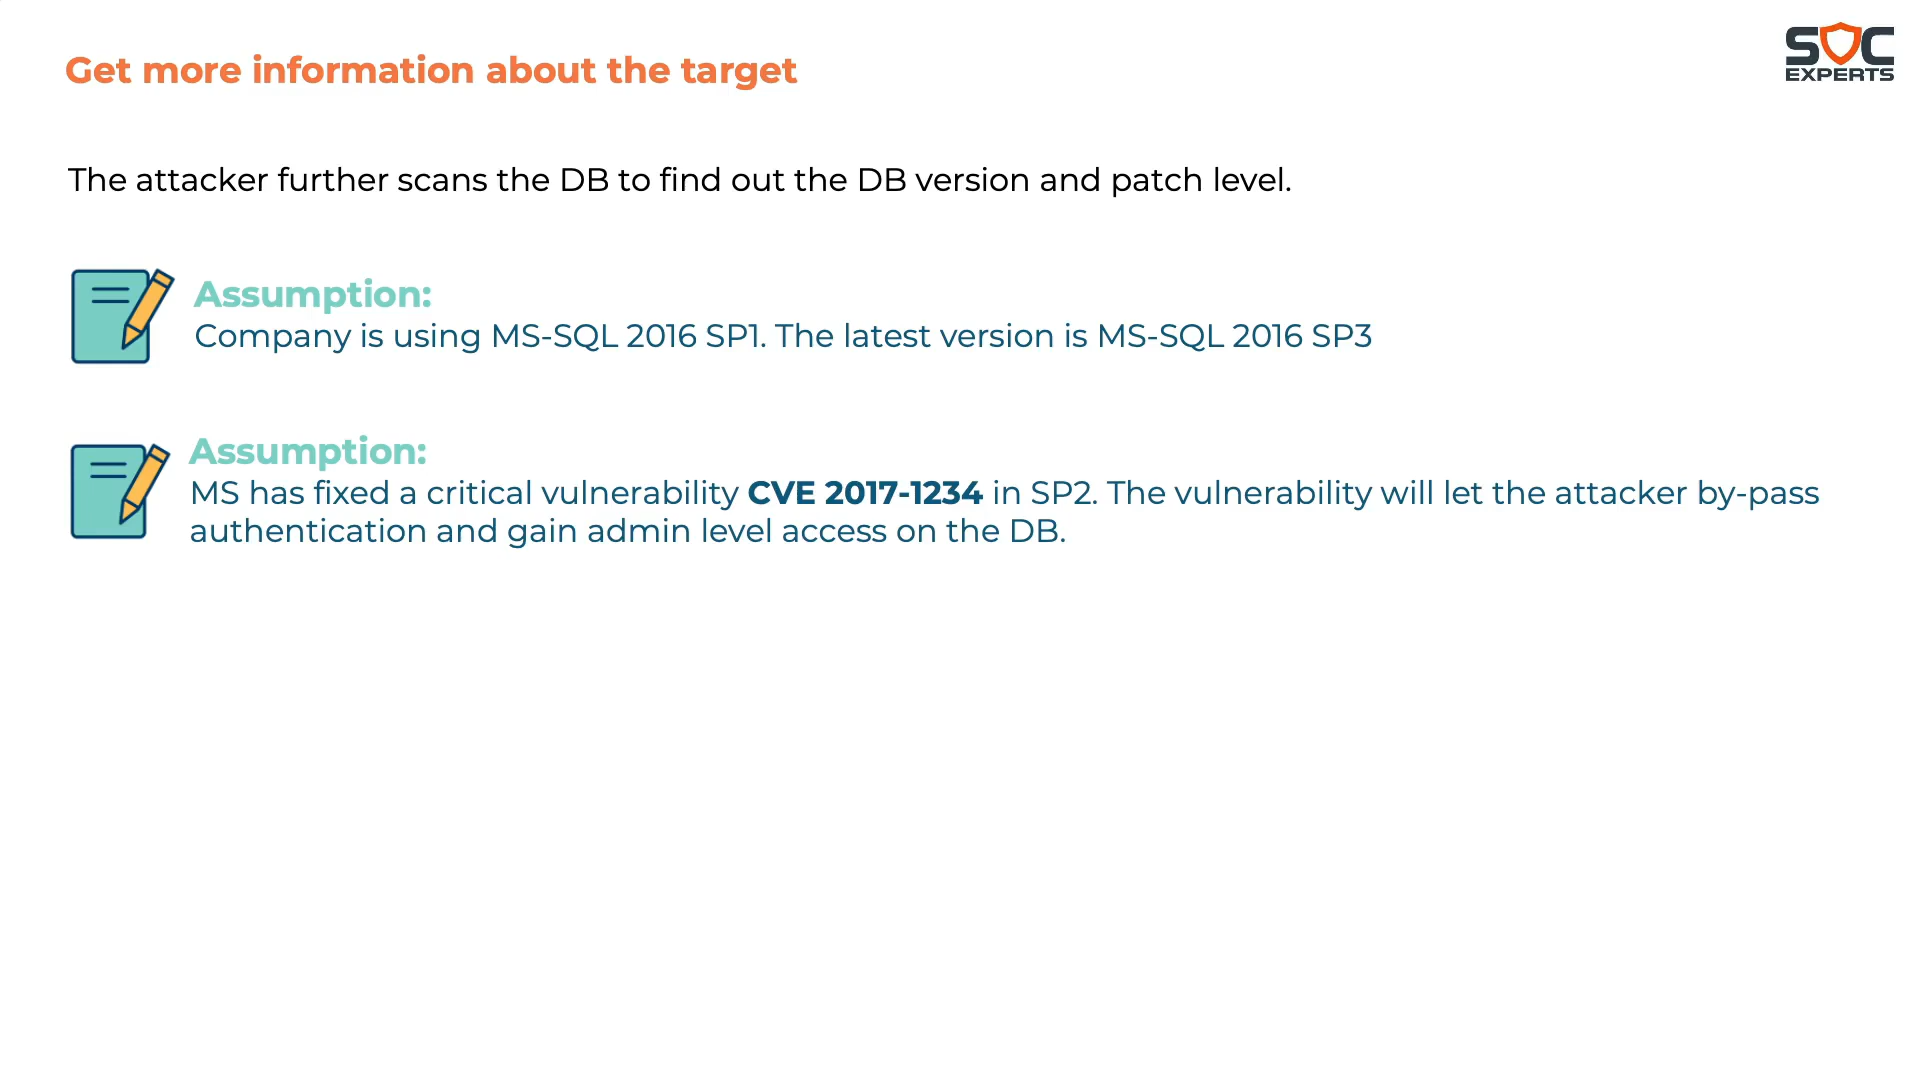 Get more information about the target
SOC
EXPERTS
The attacker further scans the DB to find out the DB version and patch level.
Assumption:
Company is using MS-SQL 2016 SP1. The latest version is MS-SQL 2016 SP3
Assumption:
MS has fixed a critical vulnerability CVE 2017-1234 in SP2. The vulnerability will let the attacker by-pass
authentication and gain admin level access on the DB.